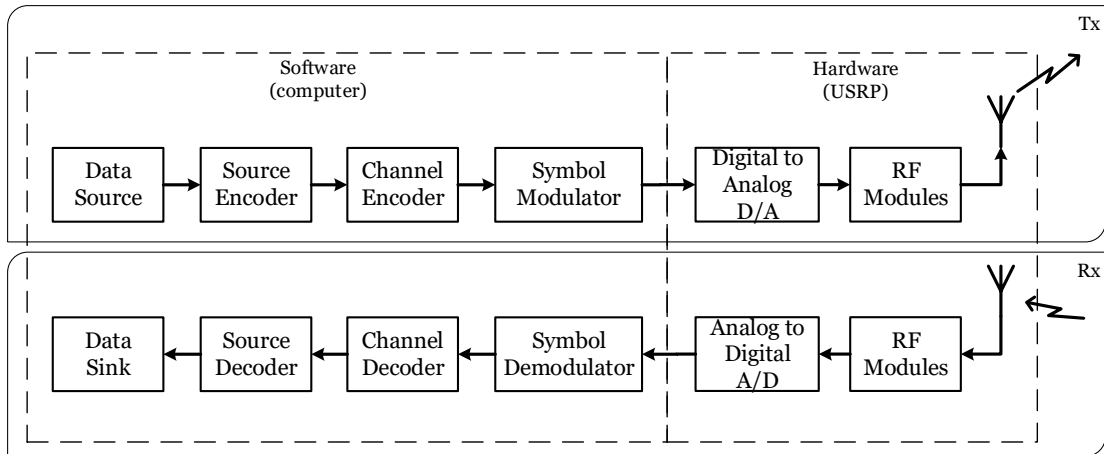 Tx
Software
(computer)
Hardware
(USRP)
Data
Source
Source
Encoder
Channel
Encoder
Symbol
Modulator
Digital to
Analog
D/A
RF
Modules
Rx
Data
Sink
Source
Decoder
Channel
Decoder
Symbol
Demodulator
Analog to
Digital
A/D
RF
Modules